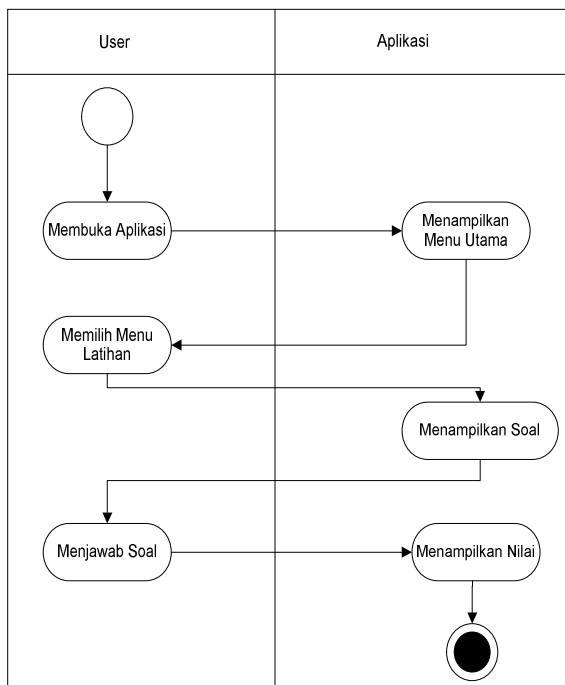 User
Aplikasi
Membuka Aplikasi
Menampilkan
Menu Utama
Memilih Menu
Latihan
Menampilkan Soal
Menjawab Soal
Menampilkan Nilai